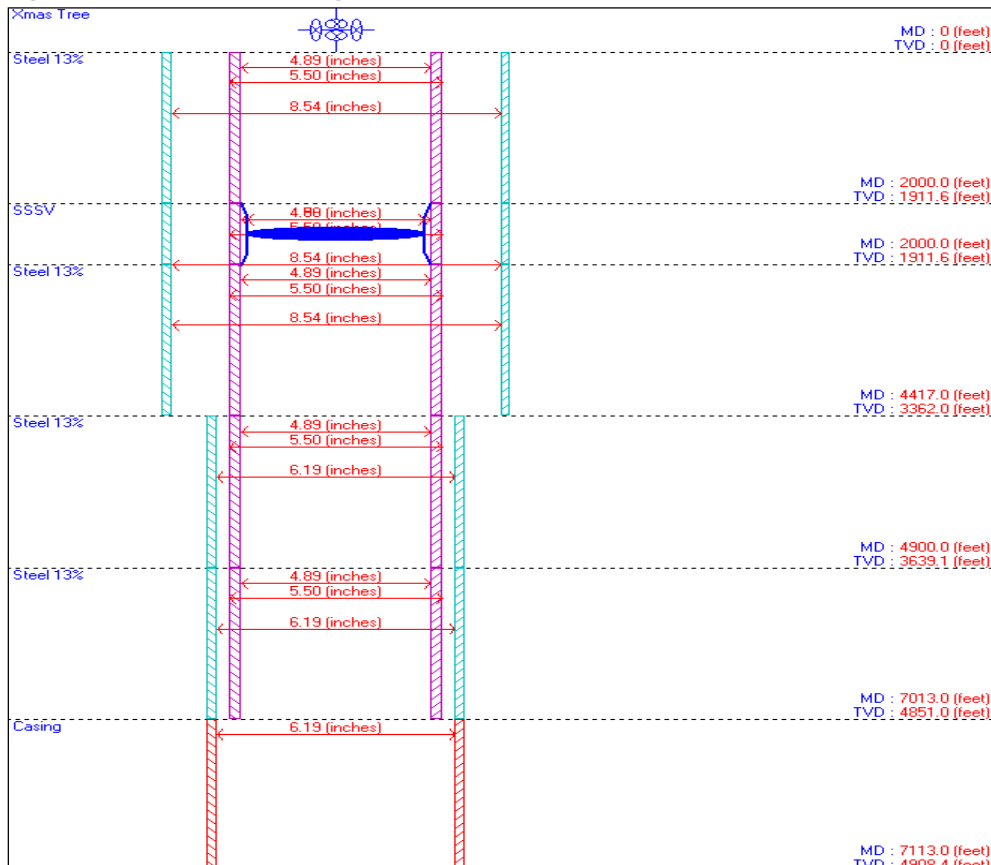 Xmas Tree
MD : 0 (feet)
TVD : 0 (feet)
Steel 13%
4.89 (inches)
5.50 (inches)
8.54 (inches)
MD : 2000.0 (feet)
TVD : 1911.6 (feet)
SSSV
(inches)
(inches)
MD : 2000.0 (feet)
TVD : 1911.6 (feet)
8.54 (inches)
Steel 13%
4.89 (inches)
5.50 (inches)
8.54 (inches)
MD : 4417.0 (feet)
TVD : 3362.0 (feet)
Steel 13%
4.89 (inches)
5.50 (inches)
6.19 (inches)
MD : 4900.0 (feet)
TVD : 3639.1 (feet)
Steel 13%
4.89 (inches)
5.50 (inches)
6.19 (inches)
MD : 7013.0 (feet)
TVD : 4851.0 (feet)
Casing
6.19 (inches)
MD : 7113.0 (feet)
TVD : 4908.4 (feet)